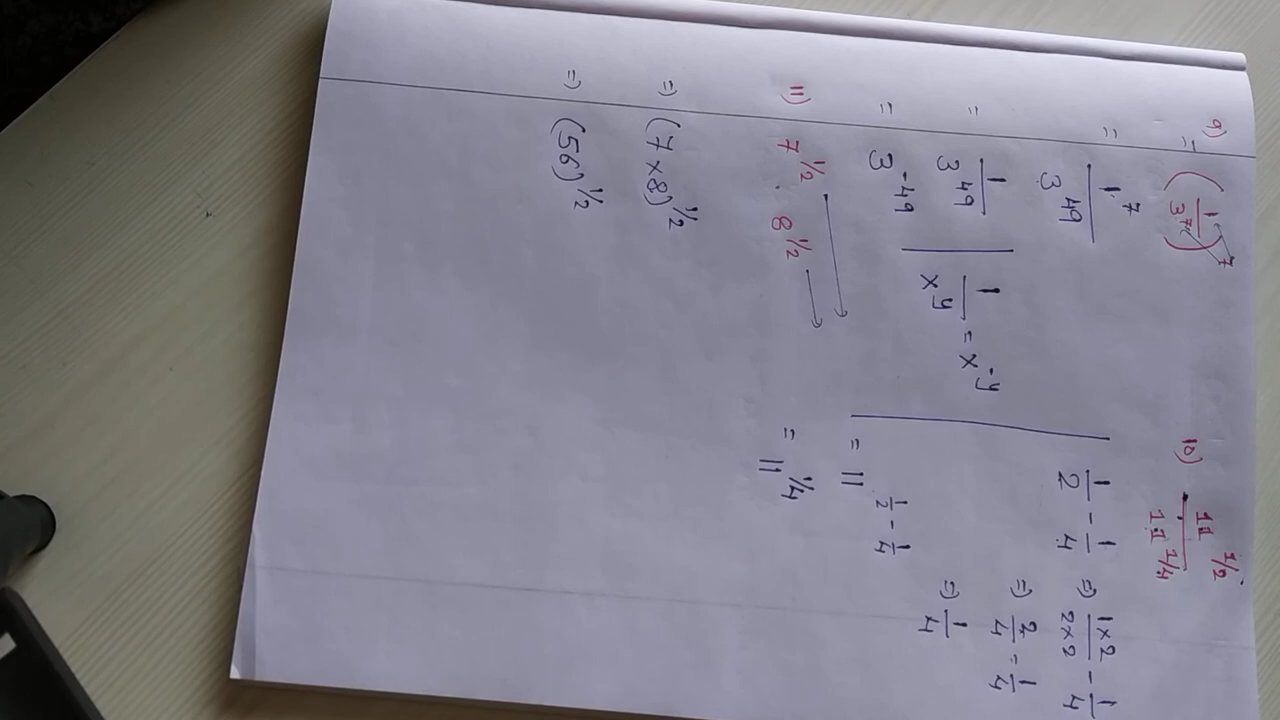 9) = (1/3^7)^7
= 1^7/3^49
= 1/3^49
= 3^-49
1/x^y = x^-y
10) 11^1/2 / 11^1/4
1/2 - 1/4 => 1×2/2×2 - 1/4
=> 2/4 - 1/4
=> 1/4
= 11^1/2 - 1/4
= 11^1/4
11) 7^1/2 . 8^1/2
=> (7×8)^1/2
=> (56)^1/2